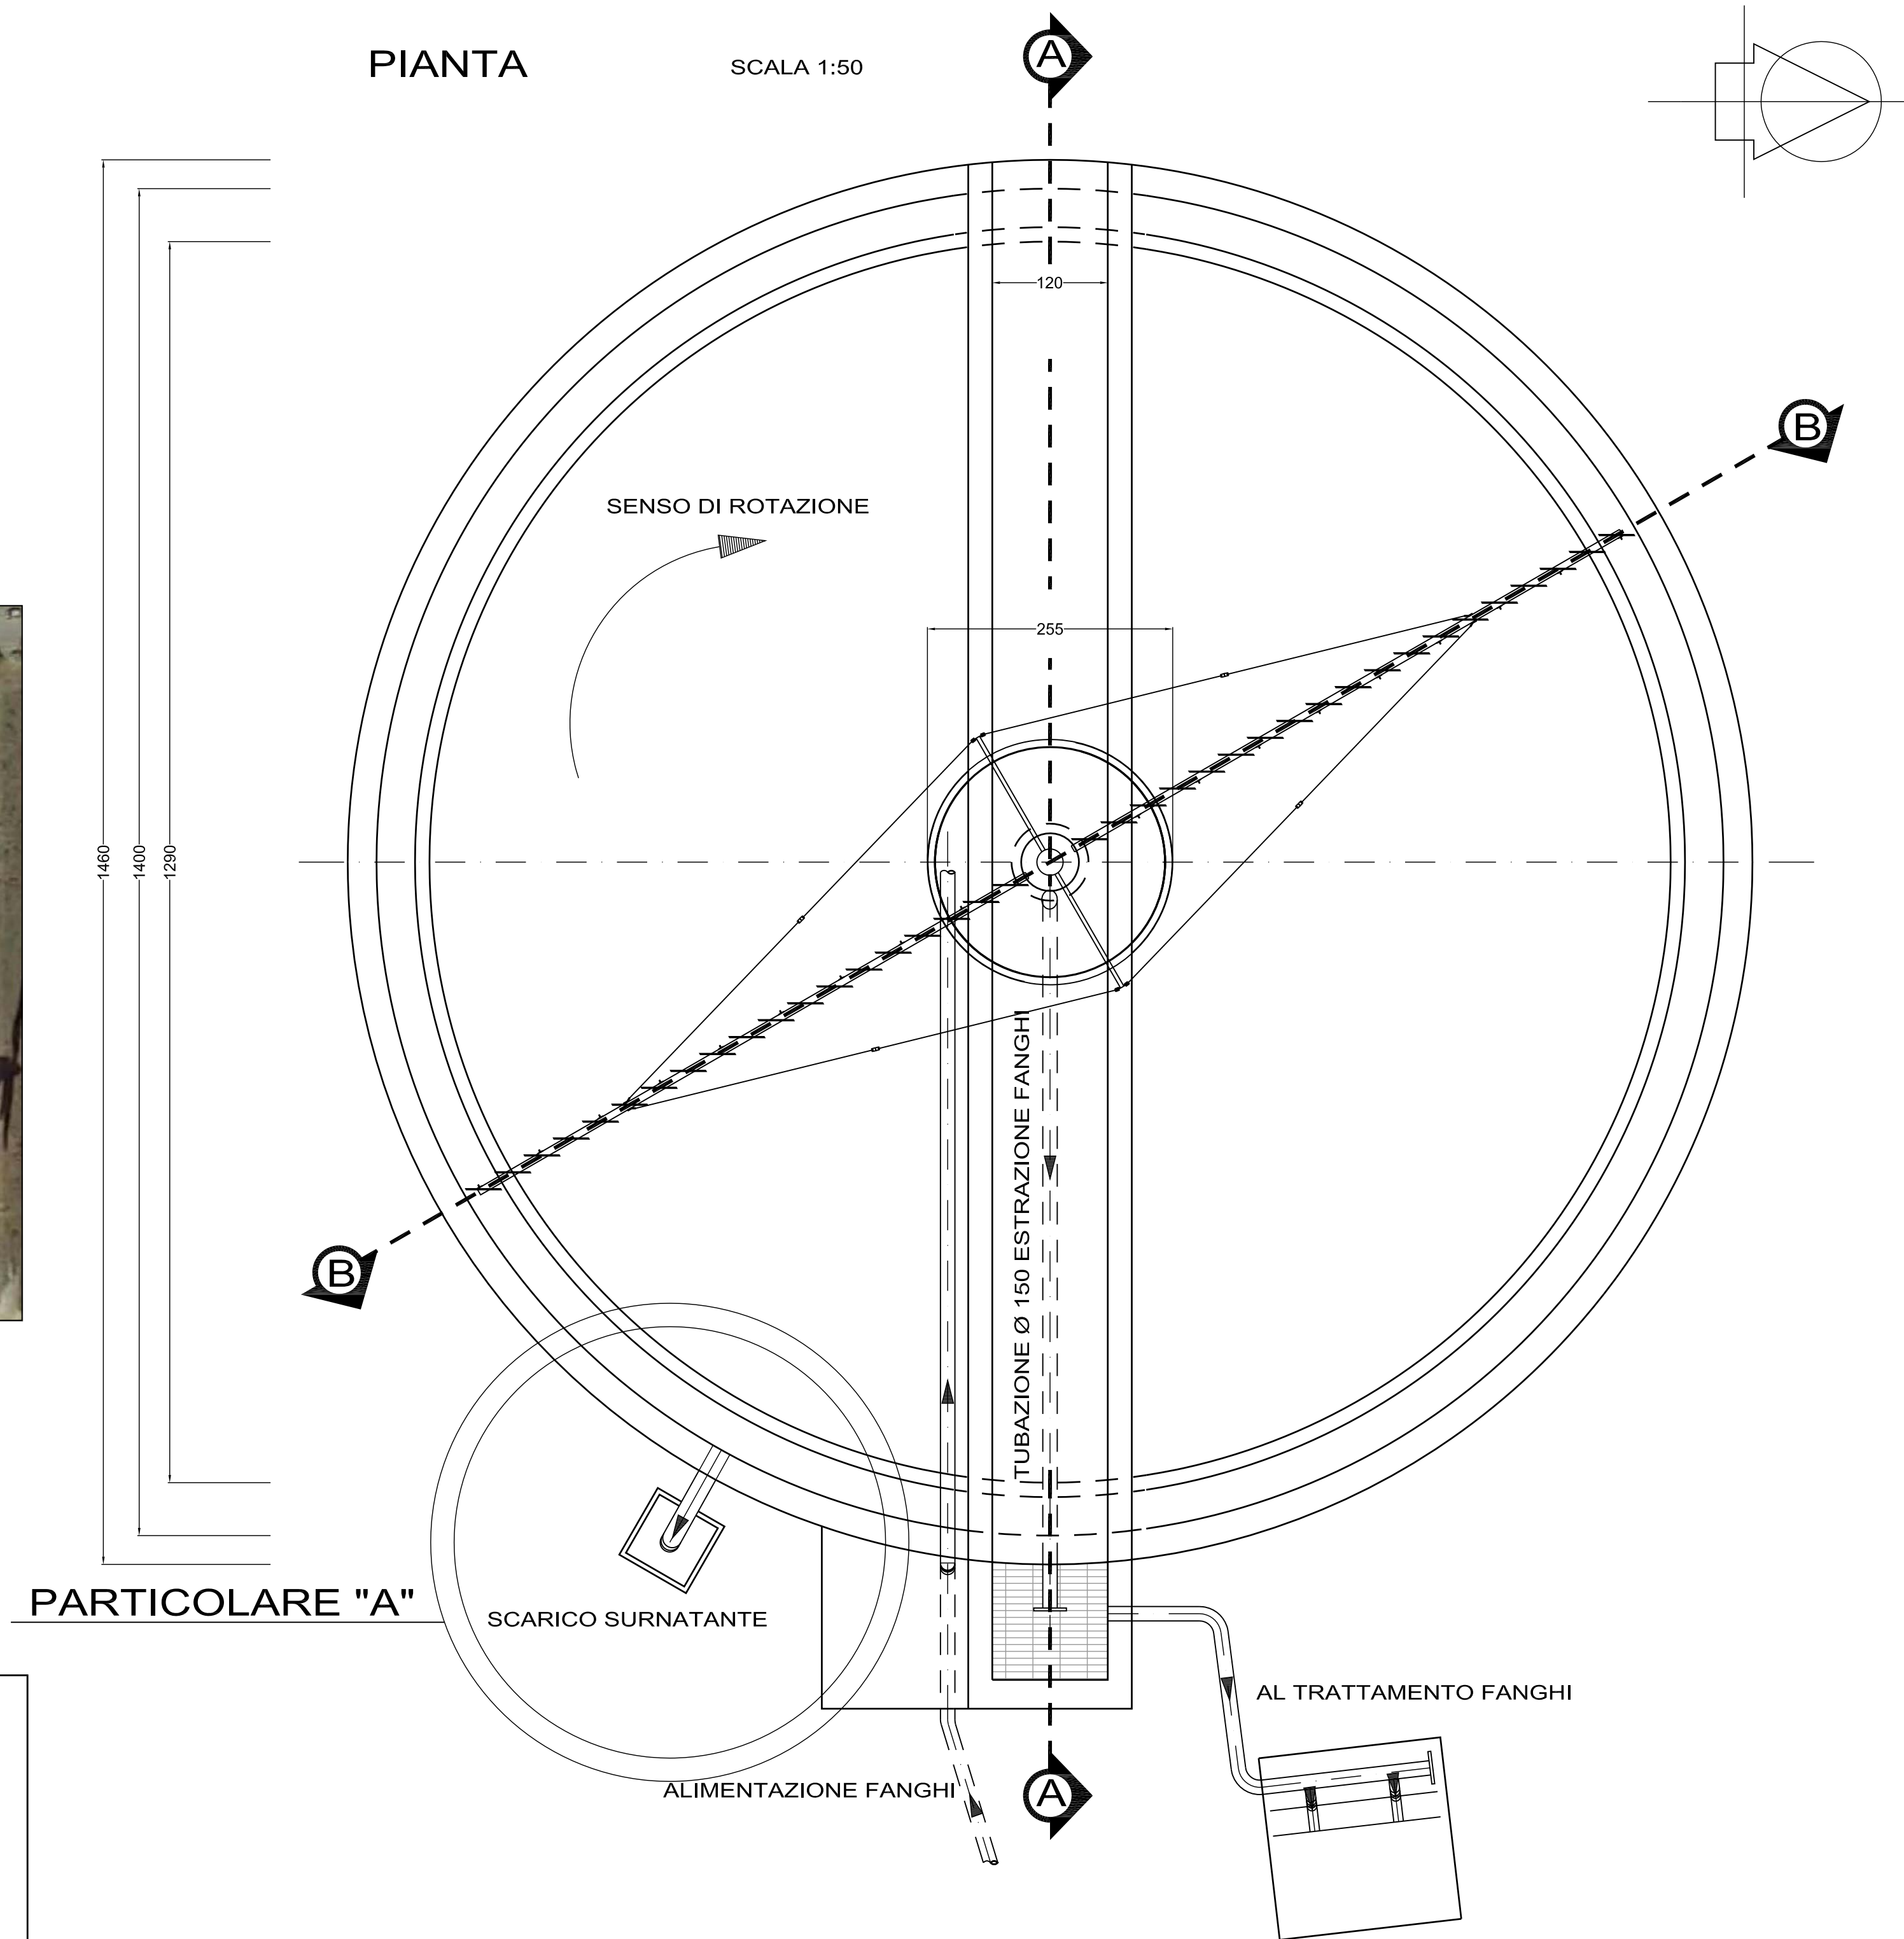 PIANTA
SCALA 1:50
A
120
B
SENSO DI ROTAZIONE
255
1460
1400
1290
TUBAZIONE Ø 150 ESTRAZIONE FANGHI
B
PARTICOLARE "A"
SCARICO SURNATANTE
AL TRATTAMENTO FANGHI
ALIMENTAZIONE FANGHI
A